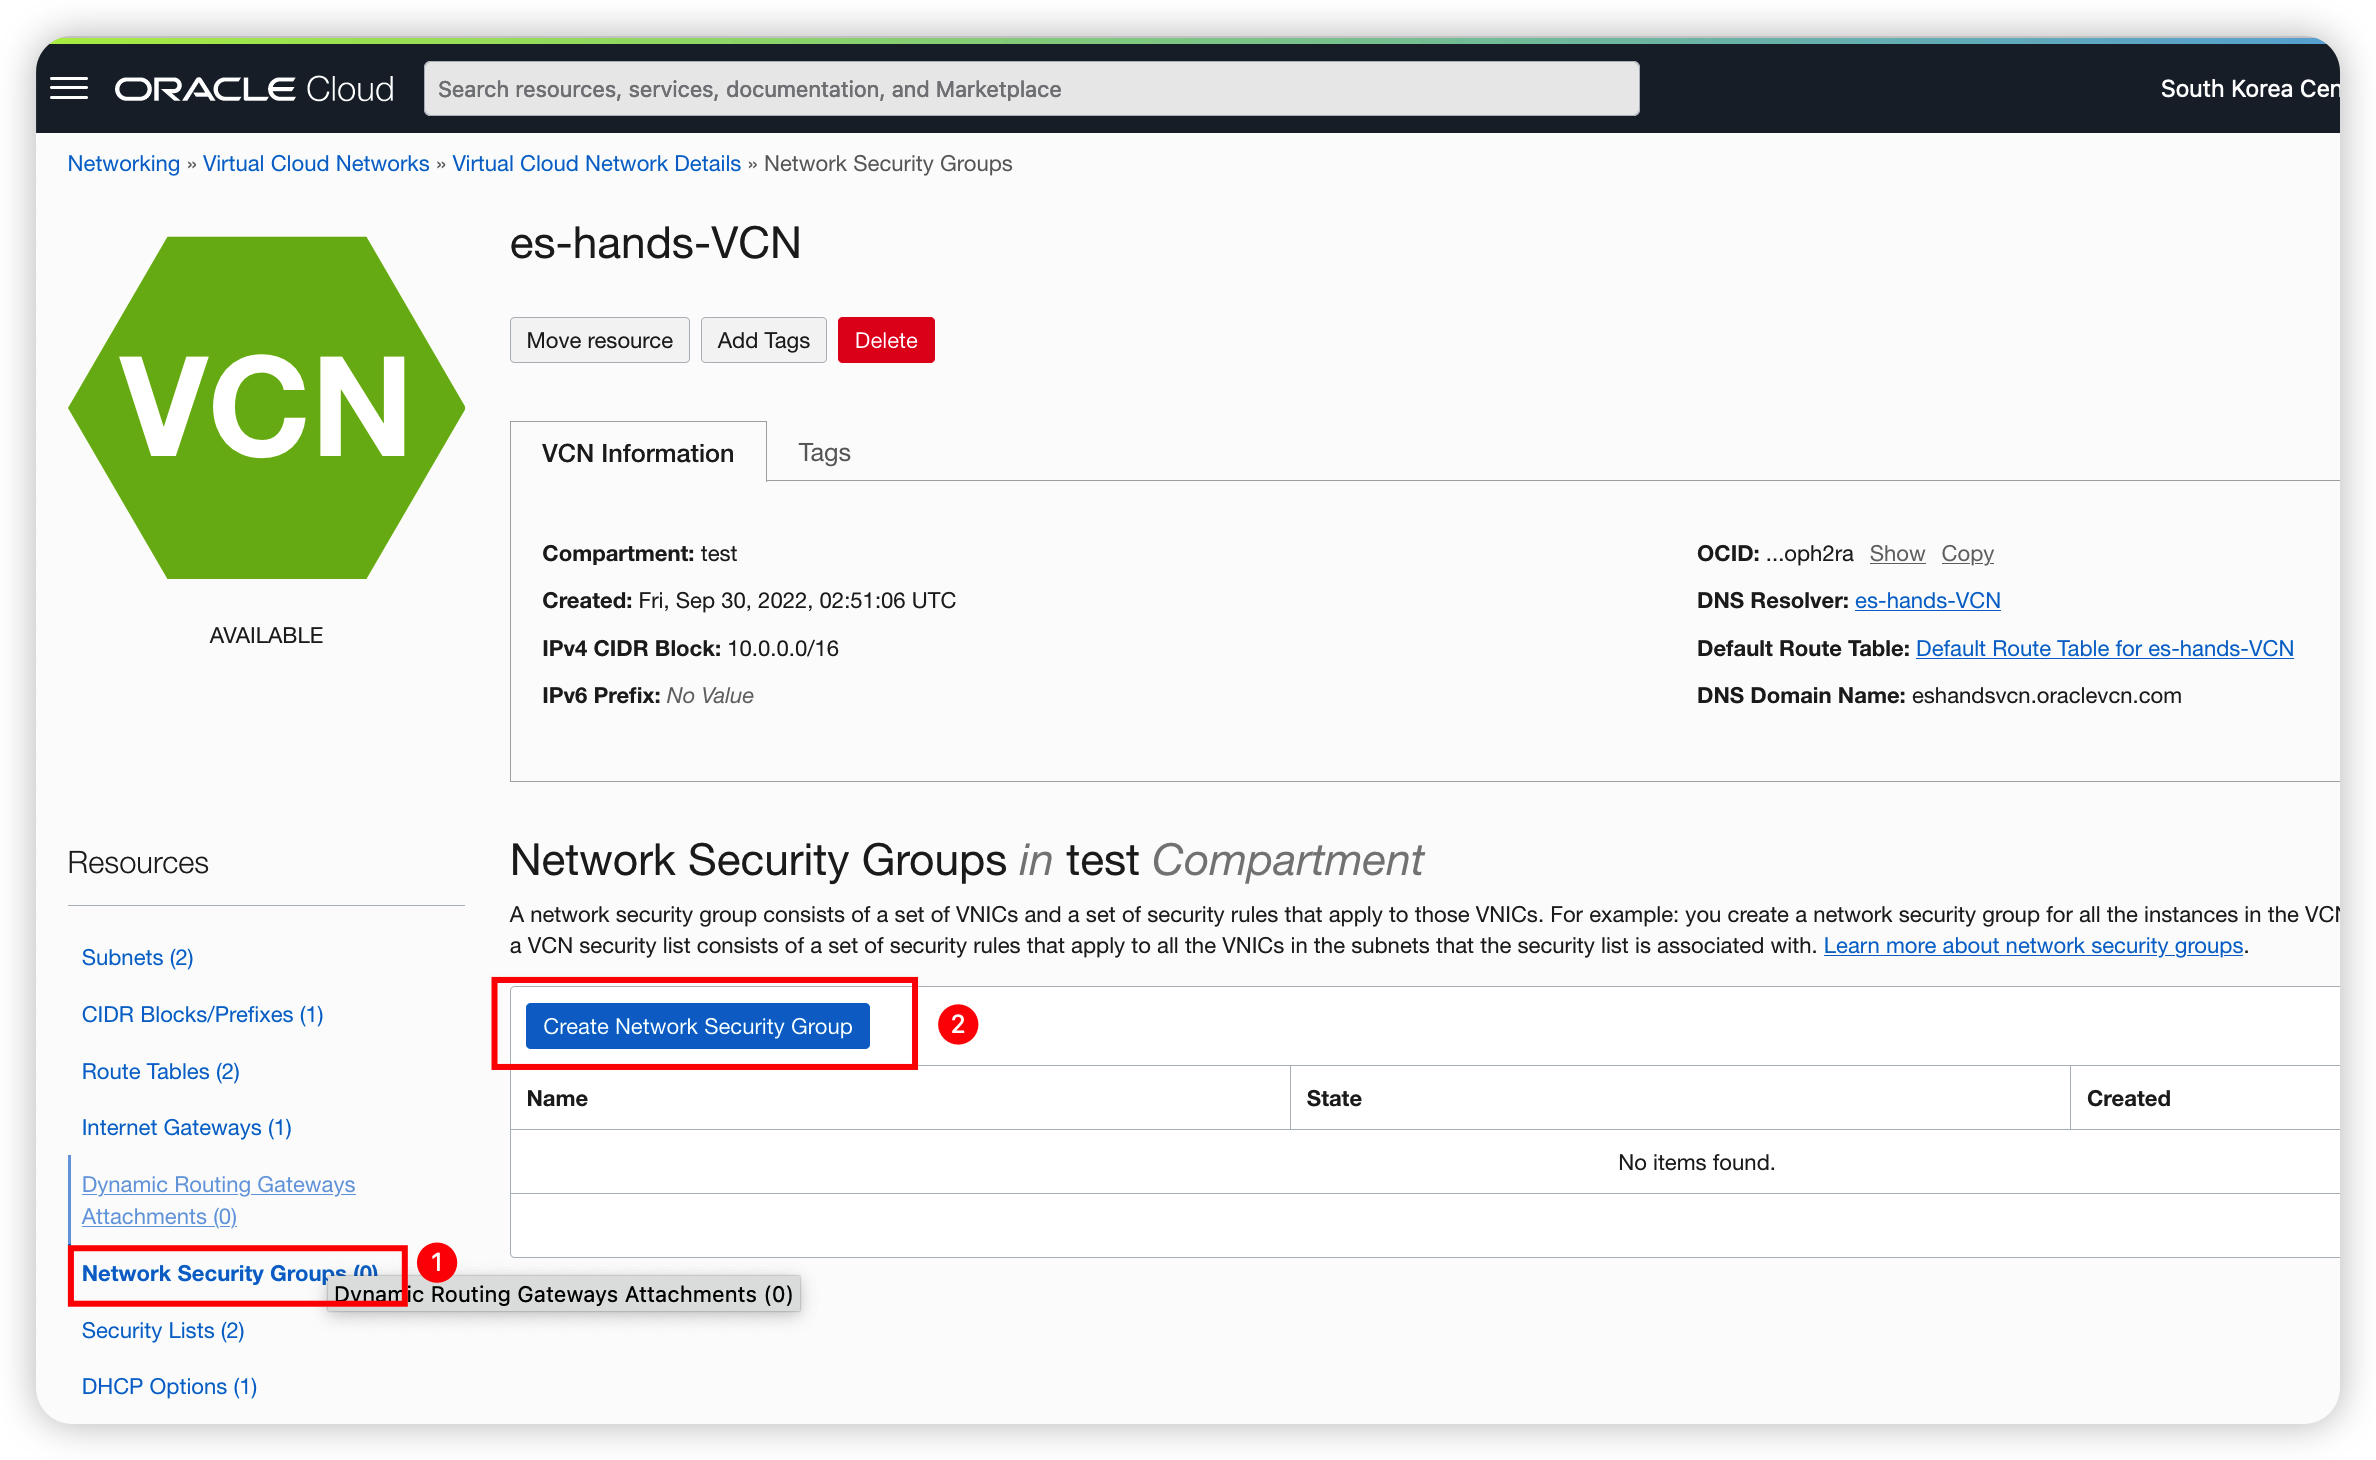 ORACLE Cloud
Search resources, services, documentation, and Marketplace
South Korea Cen
Networking » Virtual Cloud Networks » Virtual Cloud Network Details » Network Security Groups
VCN
AVAILABLE
es-hands-VCN
Move resource
Add Tags
Delete
VCN Information
Tags
Compartment: test
Created: Fri, Sep 30, 2022, 02:51:06 UTC
IPv4 CIDR Block: 10.0.0.0/16
IPv6 Prefix: No Value
OCID: ...oph2ra Show Copy
DNS Resolver: es-hands-VCN
Default Route Table: Default Route Table for es-hands-VCN
DNS Domain Name: eshandsvcn.oraclevcn.com
Resources
Subnets (2)
CIDR Blocks/Prefixes (1)
Route Tables (2)
Internet Gateways (1)
Dynamic Routing Gateways
Attachments (0)
Network Security Groups (0)
1
Dynamic Routing Gateways Attachments (0)
Security Lists (2)
DHCP Options (1)
Network Security Groups in test Compartment
A network security group consists of a set of VNICs and a set of security rules that apply to those VNICs. For example: you create a network security group for all the instances in the VCN
a VCN security list consists of a set of security rules that apply to all the VNICs in the subnets that the security list is associated with. Learn more about network security groups.
Create Network Security Group
2
Name
State
Created
No items found.